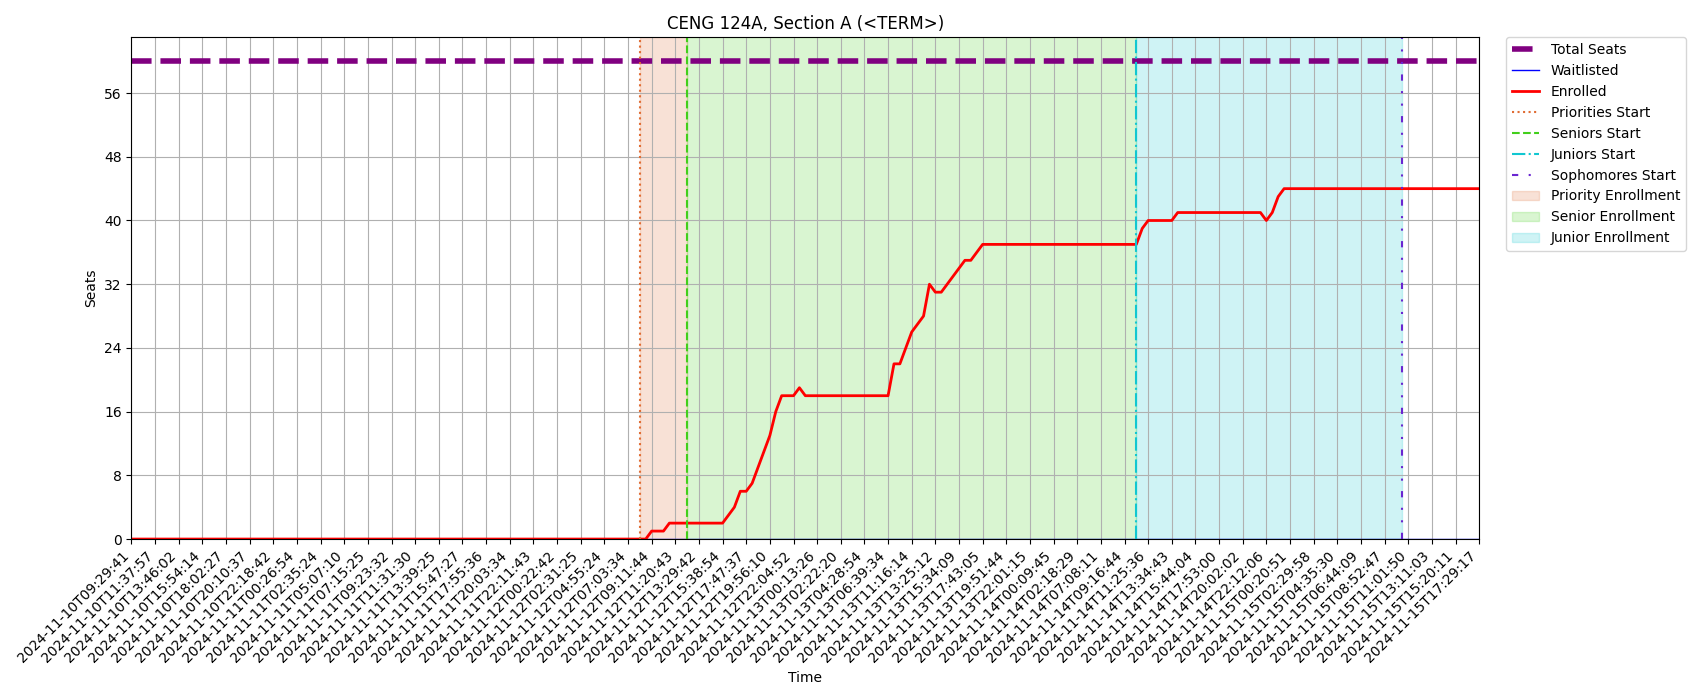 CENG 124A, Section A (<TERM>)
Total Seats
Waitlisted
Enrolled
Priorities Start
Seniors Start
Juniors Start
Sophomores Start
Priority Enrollment
Senior Enrollment
Junior Enrollment
Seats
56
48
40
32
24
16
8
0
2024-11-10T09:29:41
2024-11-10T11:37:57
2024-11-10T13:46:02
2024-11-10T15:54:14
2024-11-10T18:02:27
2024-11-10T20:10:37
2024-11-10T22:18:42
2024-11-11T00:26:54
2024-11-11T02:35:24
2024-11-11T05:07:10
2024-11-11T07:15:25
2024-11-11T09:23:32
2024-11-11T11:31:30
2024-11-11T13:39:25
2024-11-11T15:47:27
2024-11-11T17:55:36
2024-11-11T20:03:34
2024-11-11T22:11:43
2024-11-12T00:22:42
2024-11-12T02:31:25
2024-11-12T04:55:24
2024-11-12T07:03:34
2024-11-12T09:11:44
2024-11-12T11:20:43
2024-11-12T13:29:42
2024-11-12T15:38:54
2024-11-12T17:47:37
2024-11-12T19:56:10
2024-11-12T22:04:52
2024-11-13T00:13:26
2024-11-13T02:22:20
2024-11-13T04:28:54
2024-11-13T06:39:34
2024-11-13T11:16:14
2024-11-13T13:25:12
2024-11-13T15:34:09
2024-11-13T17:43:05
2024-11-13T19:51:44
2024-11-13T22:01:15
2024-11-14T00:09:45
2024-11-14T02:18:29
2024-11-14T07:08:11
2024-11-14T09:16:44
2024-11-14T11:25:36
2024-11-14T13:34:43
2024-11-14T15:44:04
2024-11-14T17:53:00
2024-11-14T20:02:02
2024-11-14T22:12:06
2024-11-15T00:20:51
2024-11-15T02:29:58
2024-11-15T04:35:30
2024-11-15T06:44:09
2024-11-15T08:52:47
2024-11-15T11:01:50
2024-11-15T13:11:03
2024-11-15T15:20:11
2024-11-15T17:29:17
Time